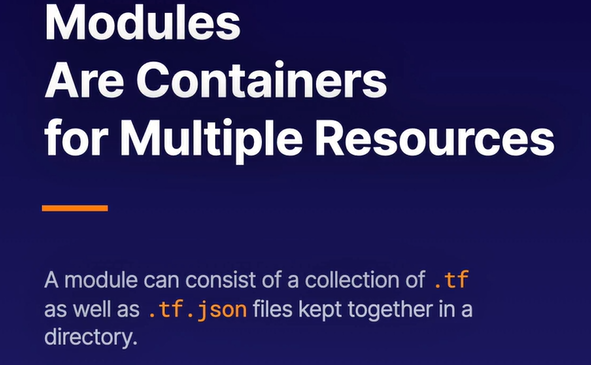 Modules
Are Containers
for Multiple Resources
A module can consist of a collection of .tf
as well as .tf.json files kept together in a
directory.